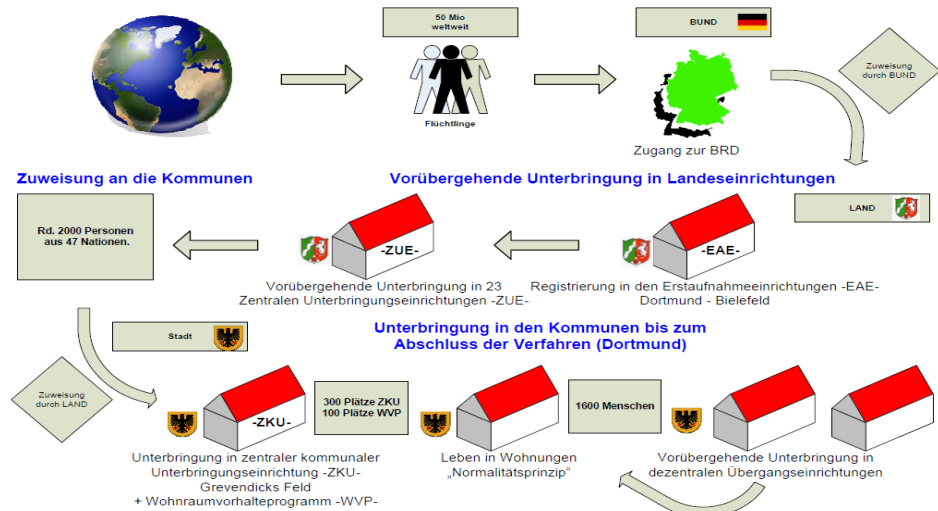 50 Mio
weltweit
BUND
Zuweisung
durch BUND
Flüchtlinge
Zugang zur BRD
Zuweisung an die Kommunen
Vorübergehende Unterbringung in Landeseinrichtungen
LAND
Rd. 2000 Personen
aus 47 Nationen.
-ZUE-
-EAE-
Vorübergehende Unterbringung in 23
Zentralen Unterbringungseinrichtungen -ZUE-
Registrierung in den Erstaufnahmeeinrichtungen -EAE-
Dortmund - Bielefeld
Unterbringung in den Kommunen bis zum
Abschluss der Verfahren (Dortmund)
Stadt
Zuweisung
durch LAND
-ZKU-
300 Plätze ZKU
100 Plätze WVP
1600 Menschen
Unterbringung in zentraler kommunaler
Unterbringungseinrichtung -ZKU-
Grevendicks Feld
+ Wohnraumvorhalteprogramm -WVP-
Leben in Wohnungen
„Normalitätsprinzip“
Vorübergehende Unterbringung in
dezentralen Übergangseinrichtungen